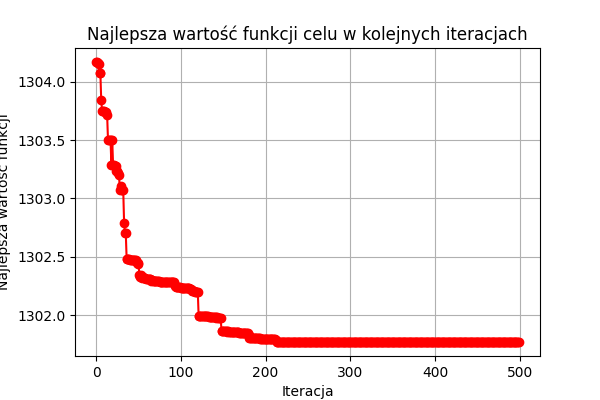 Najlepsza wartość funkcji celu w kolejnych iteracjach
Najlepsza wartość funkcji
1304.0
1303.5
1303.0
1302.5
1302.0
0 100 200 300 400 500
Iteracja